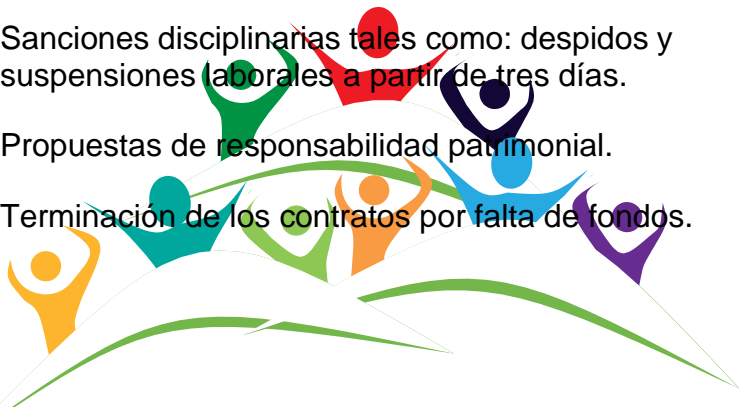 Sanciones disciplinarias tales como: despidos y
suspensiones laborales a partir de tres días.
Propuestas de responsabilidad patrimonial.
Terminación de los contratos por falta de fondos.